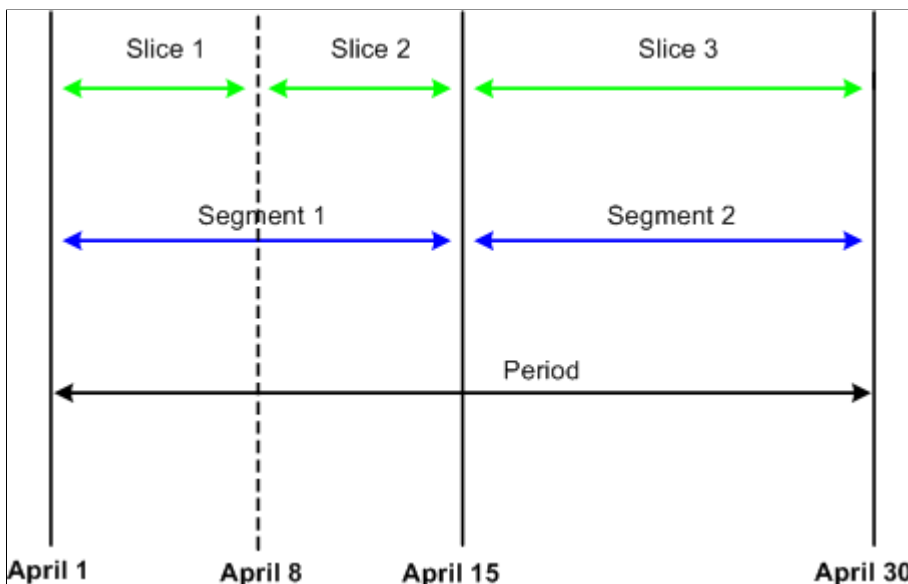 Slice 1
Slice 2
Slice 3
Segment 1
Segment 2
Period
April 1
April 8
April 15
April 30